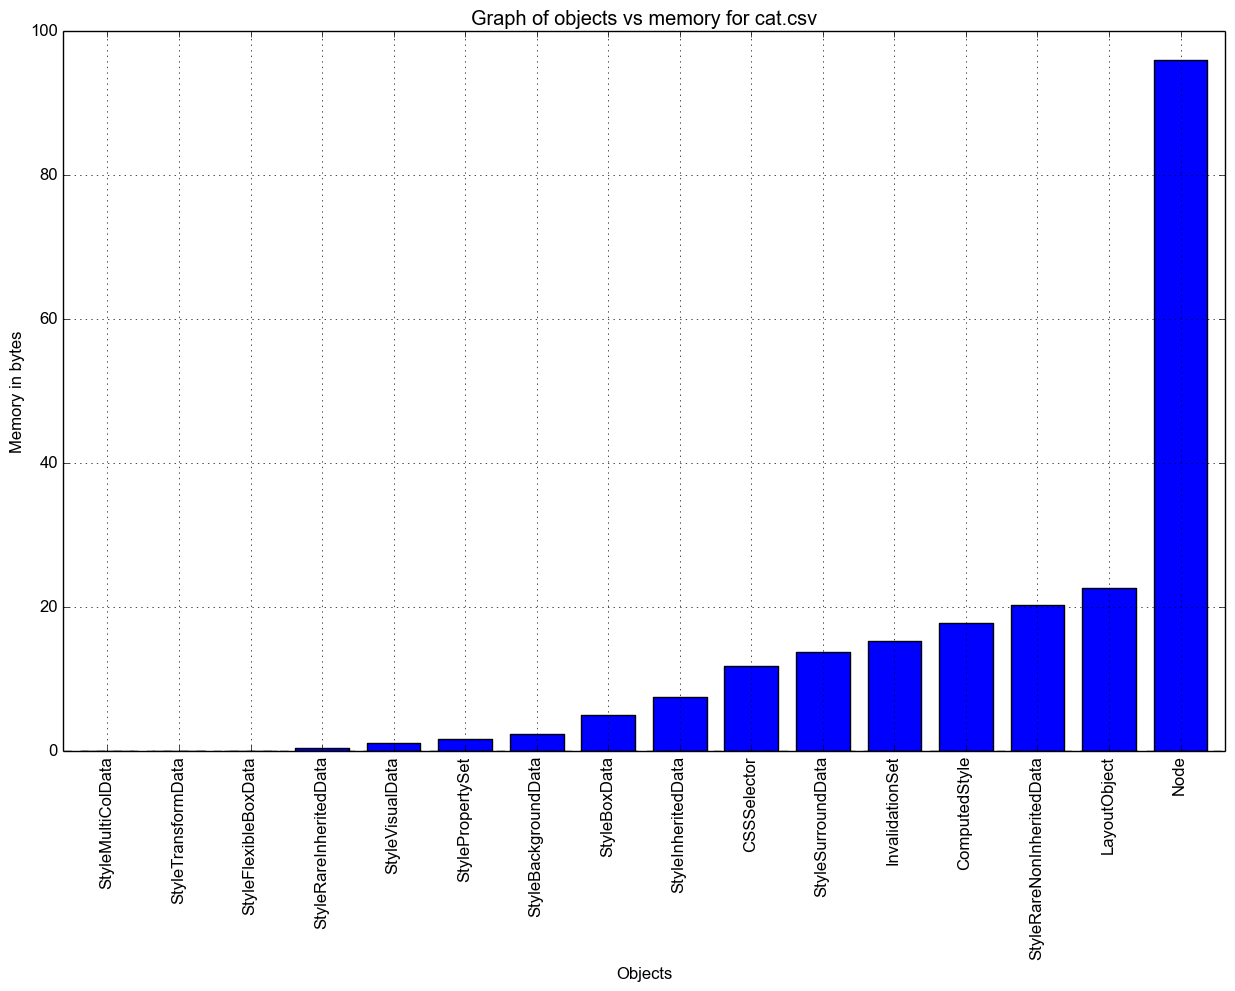 Graph of objects vs memory for cat.csv
100
80
60
40
20
0
Memory in bytes
StyleMultiColData
StyleTransformData
StyleFlexibleBoxData
StyleRareInheritedData
StyleVisualData
StylePropertySet
StyleBackgroundData
StyleBoxData
StyleInheritedData
CSSSelector
StyleSurroundData
InvalidationSet
ComputedStyle
StyleRareNonInheritedData
LayoutObject
Node
Objects